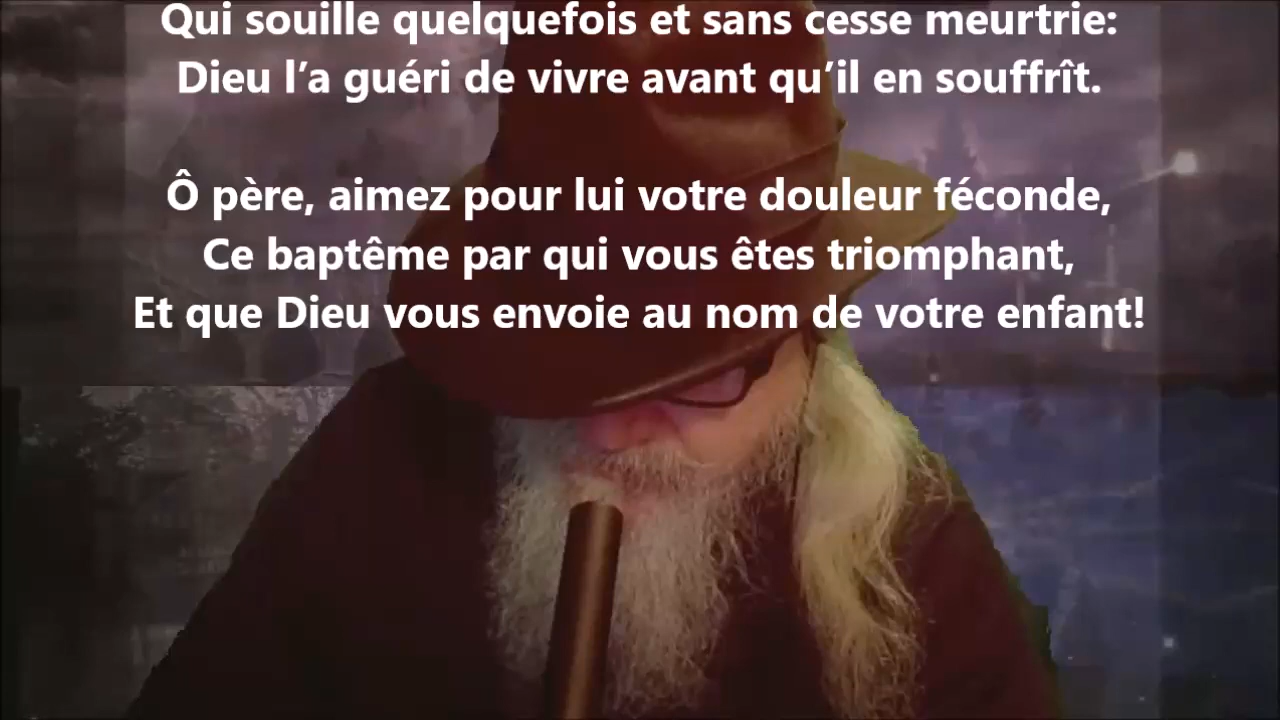 Qui souille quelquefois et sans cesse meurtrie:
Dieu l’a guéri de vivre avant qu’il en souffrît.
Ô père, aimez pour lui votre douleur féconde,
Ce baptême par qui vous êtes triomphant,
Et que Dieu vous envoie au nom de votre enfant!